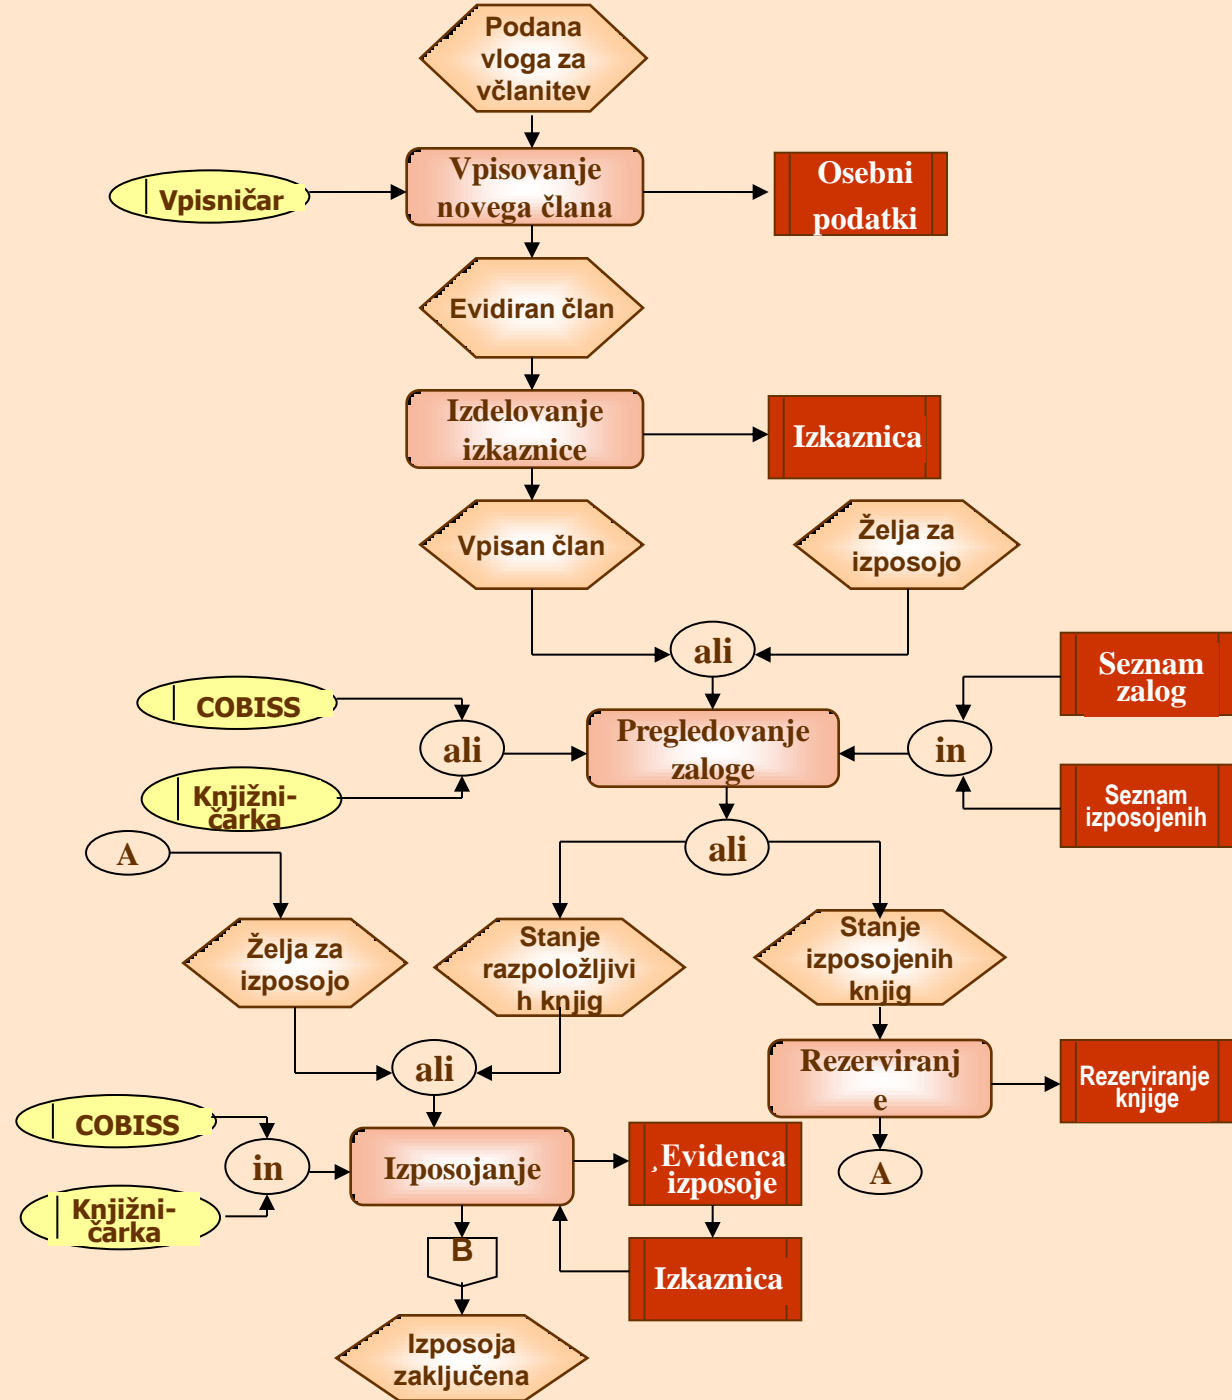 Podana
vloga za
včlanitev
Vpisničar
Vpisovanje
novega člana
Osebni
podatki
Evidiran član
Izdelovanje
izkaznice
Izkaznica
Vpisan član
Želja za
izposojo
ali
COBISS
ali
Knjižni-
čarka
Pregledovanje
zaloge
in
Seznam
zalog
Seznam
izposojenih
A
ali
Želja za
izposojo
Stanje
razpoložljivi
h knjig
Stanje
izposojenih
knjig
ali
Rezerviranj
e
Rezerviranje
knjige
COBISS
in
Knjižni-
čarka
Izposojanje
¸Evidenca
izposoje
A
B
Izkaznica
Izposoja
zaključena